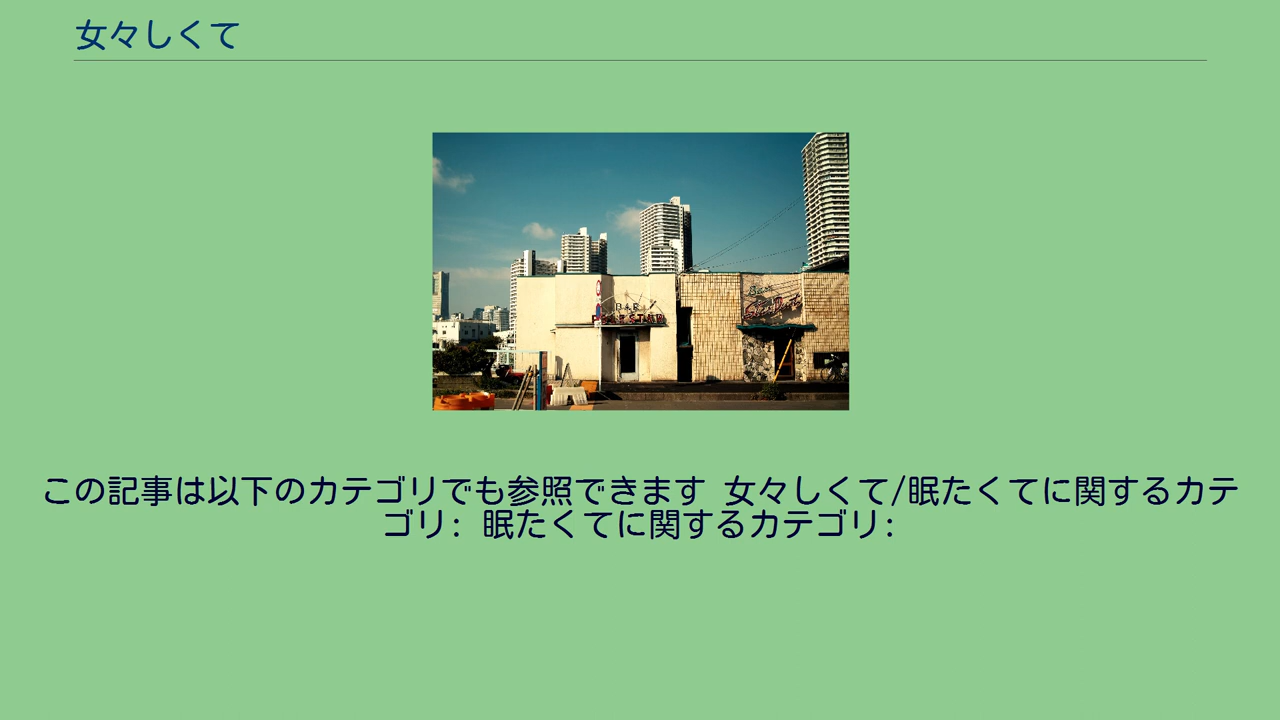 女々しくて
BAR
この記事は以下のカテゴリでも参照できます 女々しくて/眠たくてに関するカテ
ゴリ: 眠たくてに関するカテゴリ: